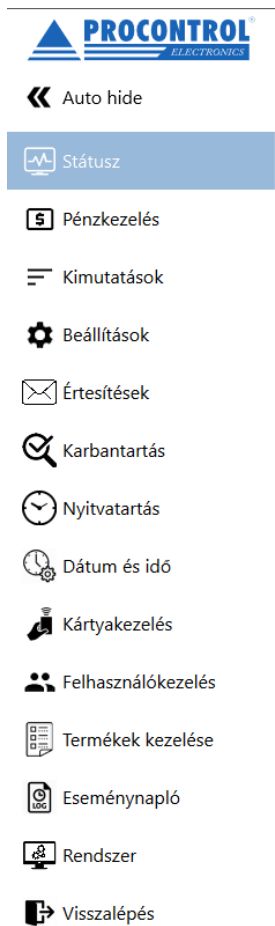 PROCONTROL®
ELECTRONICS
Auto hide
Státusz
$ Pénzkezelés
Kimutatások
Beállítások
Értesítések
Karbantartás
Nyitvatartás
Dátum és idő
Kártyakezelés
Felhasználókezelés
Termékek kezelése
LOG Eseménynapló
Rendszer
Visszalépés